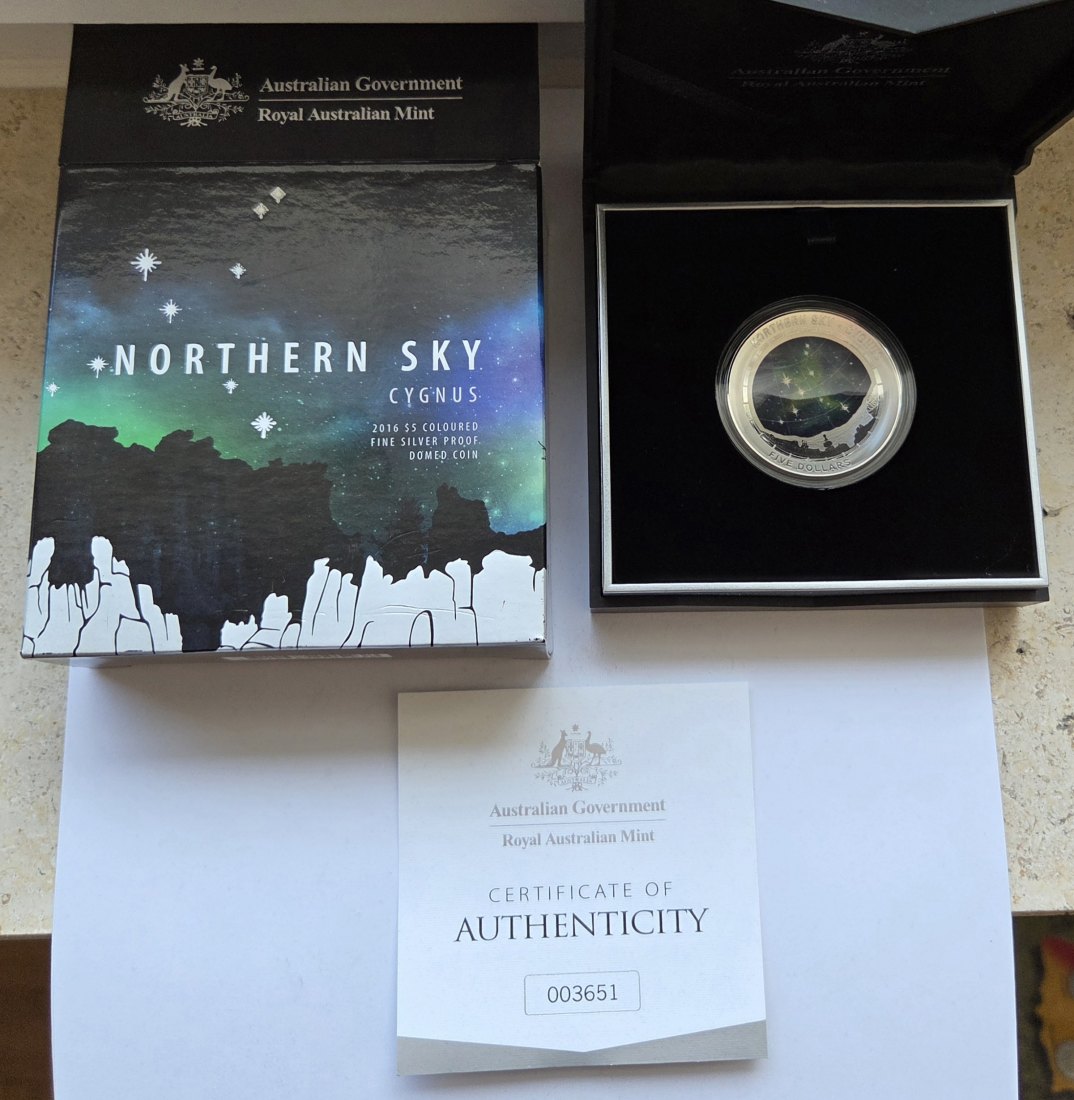 Australian Government
Royal Australian Mint
NORTHERN SKY
CYGNUS
2016 $5 COLOURED
FINE SILVER PROOF
DOMED COIN
Australian Government
Royal Australian Mint
NORTHERN SKY
FIVE DOLLARS
Australian Government
Royal Australian Mint
CERTIFICATE OF
AUTHENTICITY
003651